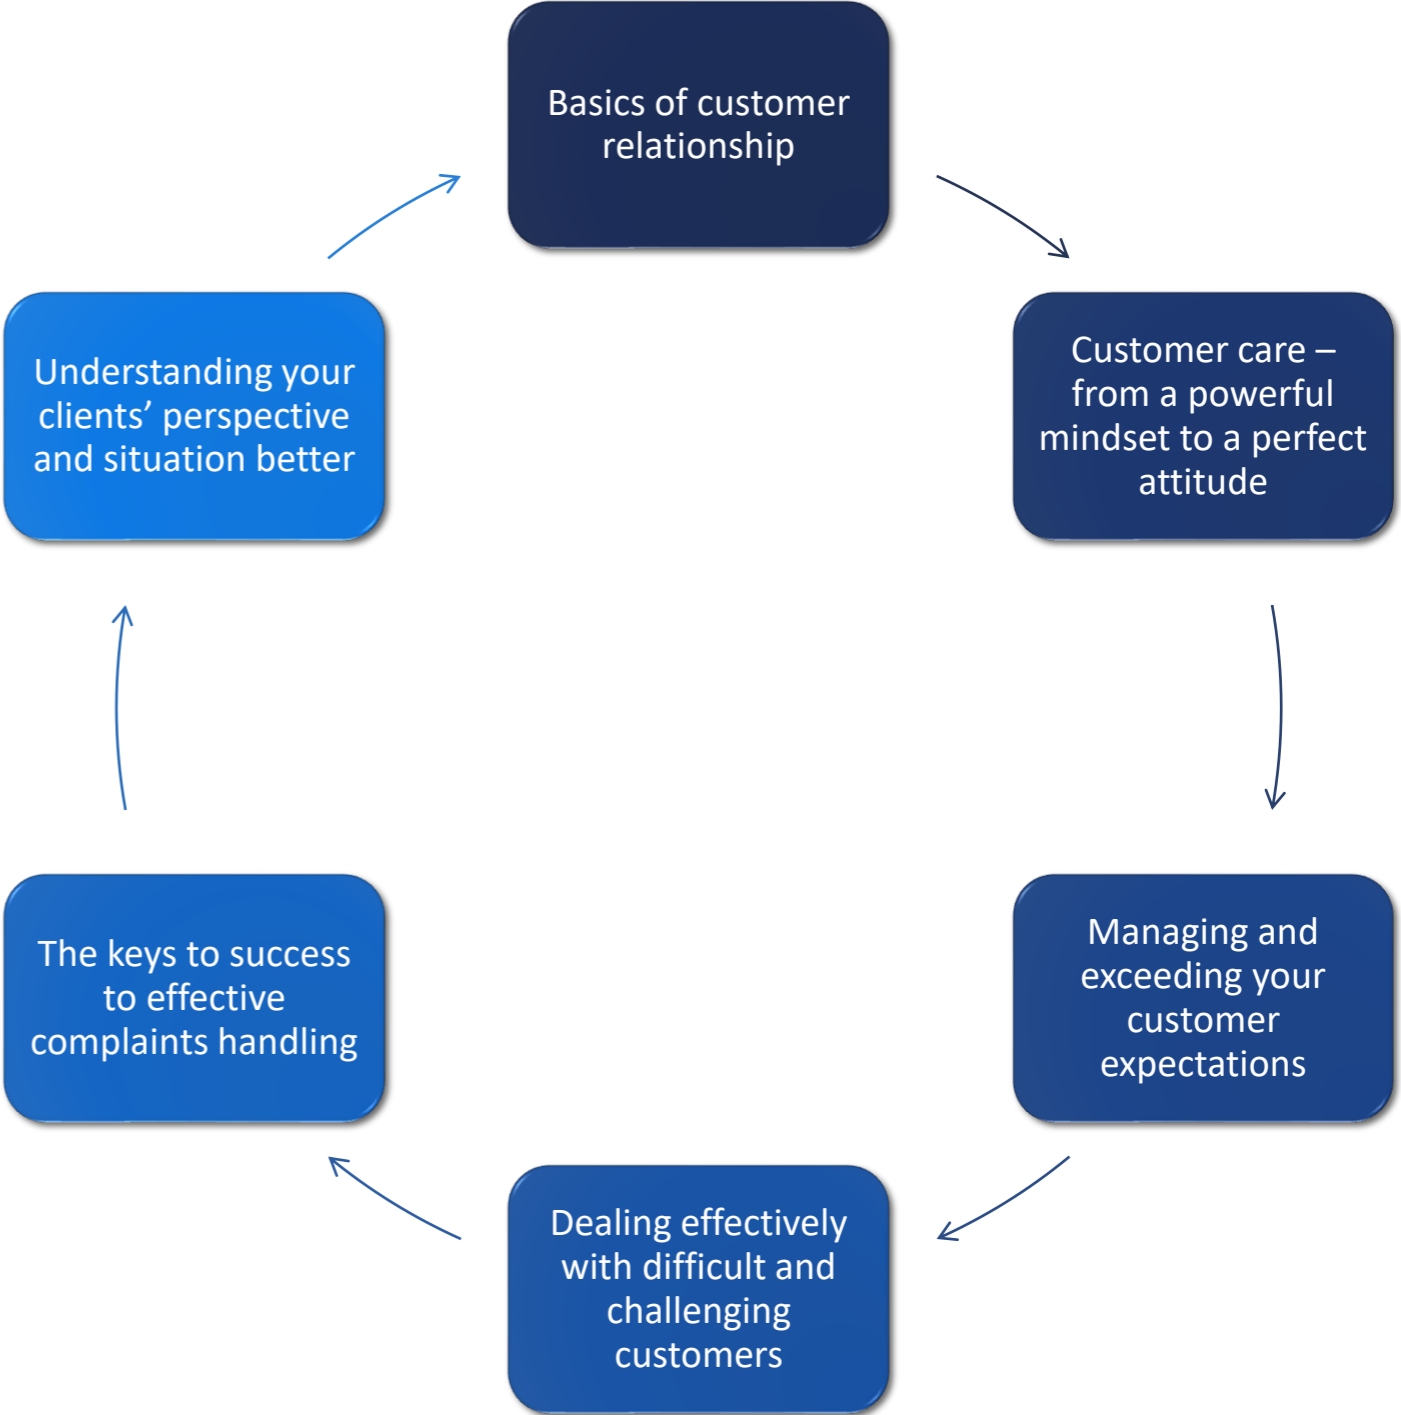 Basics of customer
relationship
Customer care –
from a powerful
mindset to a perfect
attitude
Managing and
exceeding your
customer
expectations
Dealing effectively
with difficult and
challenging
customers
The keys to success
to effective
complaints handling
Understanding your
clients’ perspective
and situation better